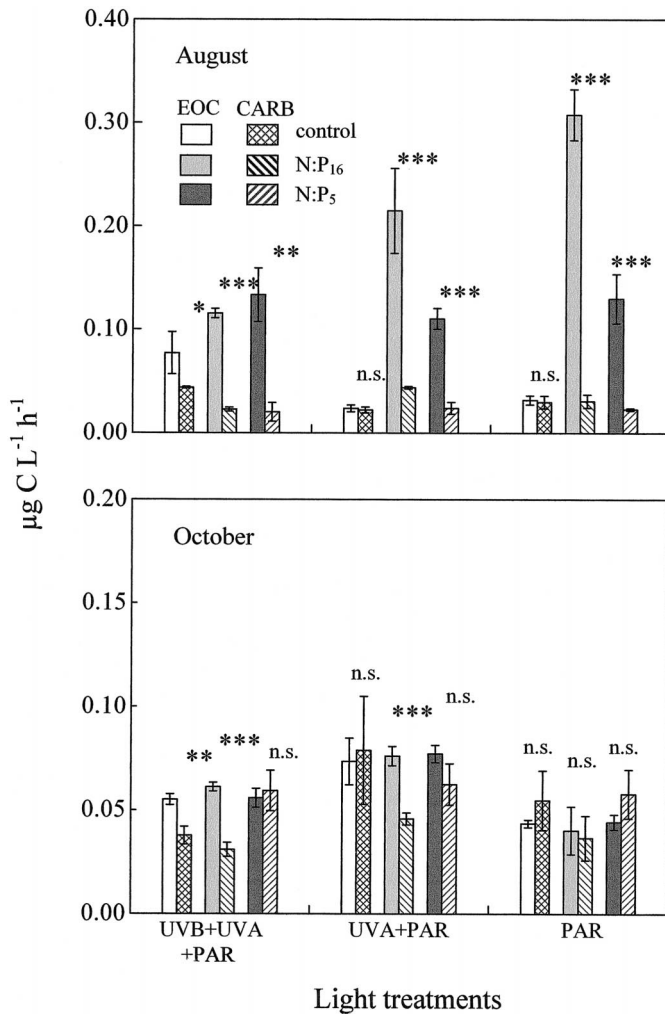 0.40
August
EOC CARB
control
0.30
N:P16
N:P5
0.20
0.10
0.00
***
***
**
***
***
*
n.s.
n.s.
***
µg C L-1 h-1
0.20
October
0.15
0.10
0.05
0.00
n.s.
***
n.s.
**
***
n.s.
n.s.
n.s.
n.s.
UVB+UVA
+PAR
UVA+PAR
PAR
Light treatments